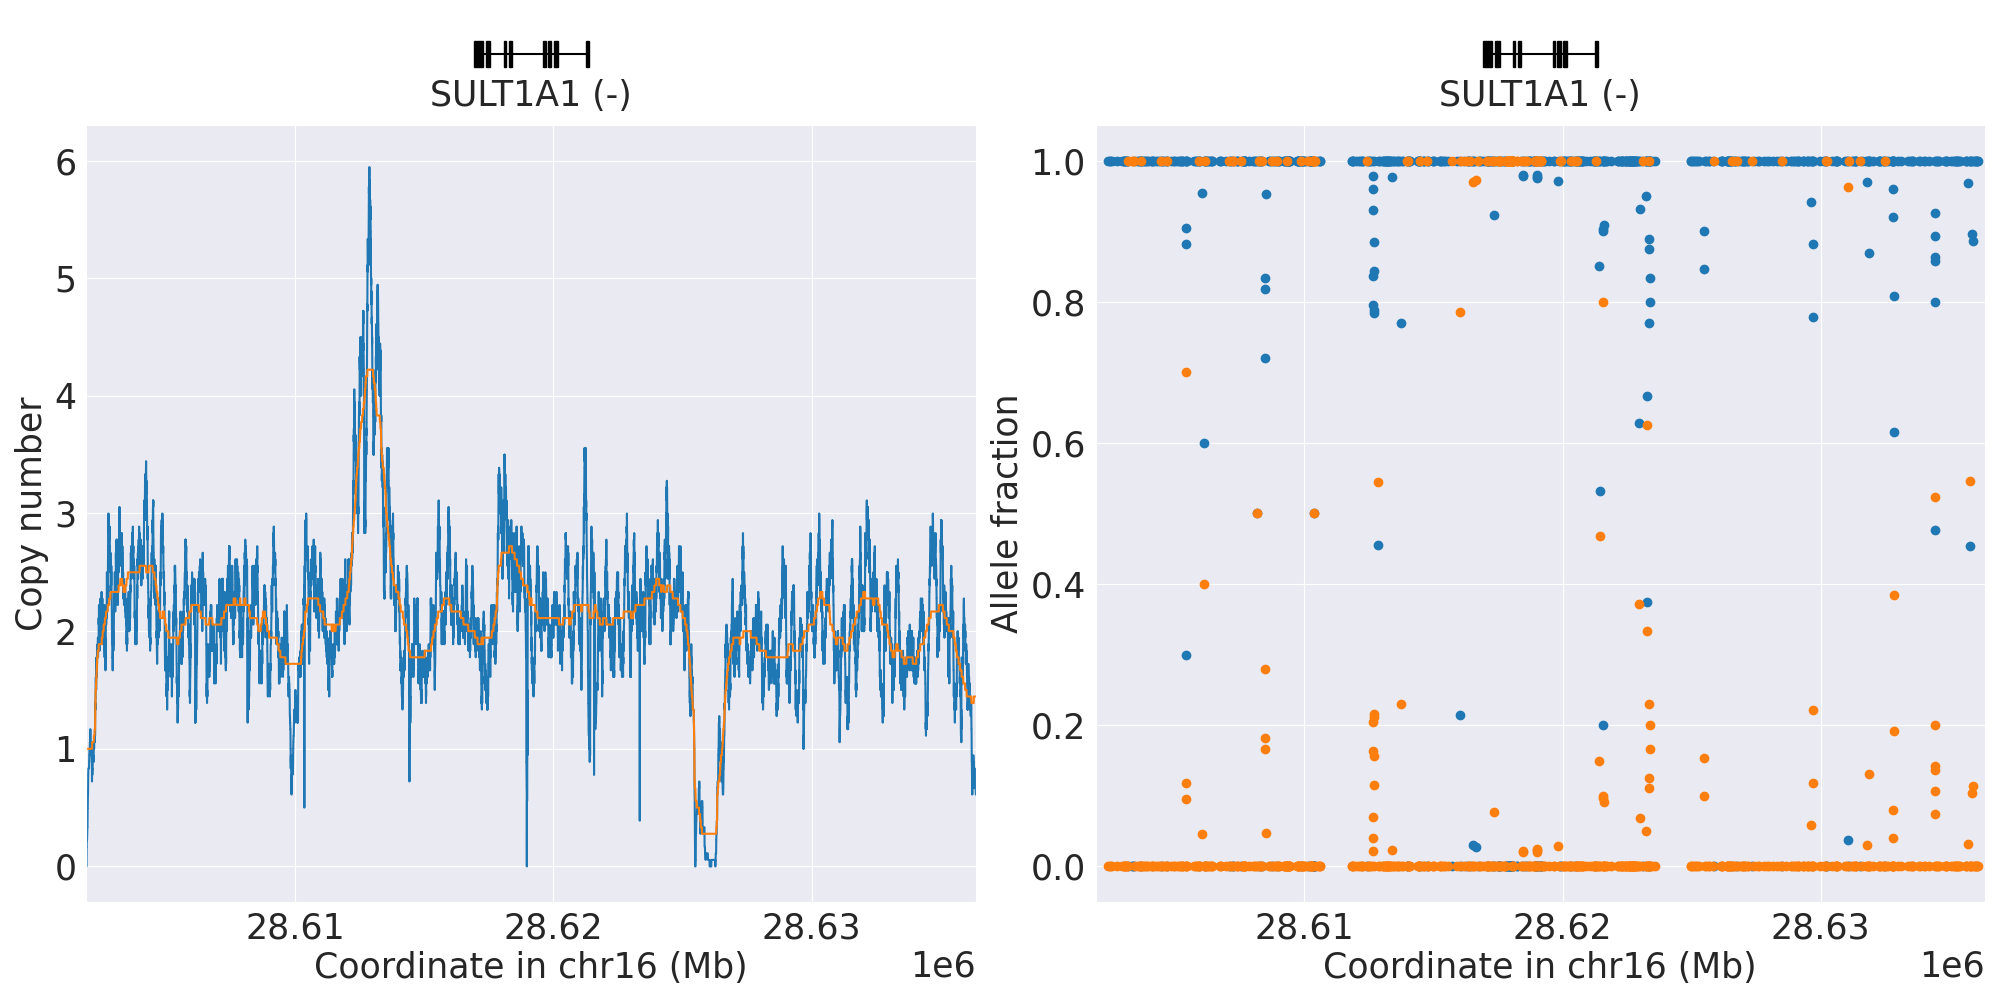 SULT1A1 (-)
6
5
4
3
2
1
0
Copy number
28.61
28.62
28.63
Coordinate in chr16 (Mb)
1e6
SULT1A1 (-)
1.0
0.8
0.6
0.4
0.2
0.0
Allele fraction
28.61
28.62
28.63
Coordinate in chr16 (Mb)
1e6